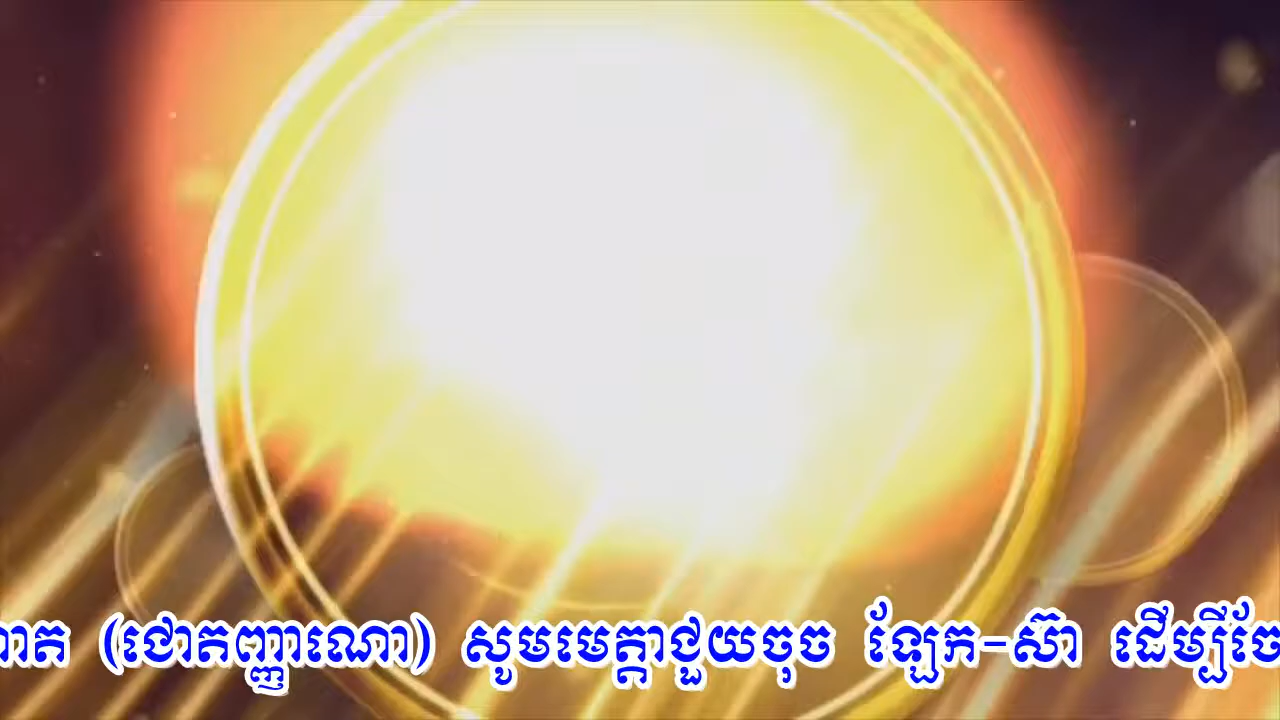 (ជោតញ្ញាណោ) សូមមេត្តាជួយចុច ឡៃក-ស៊ា ដើម្បីចែ